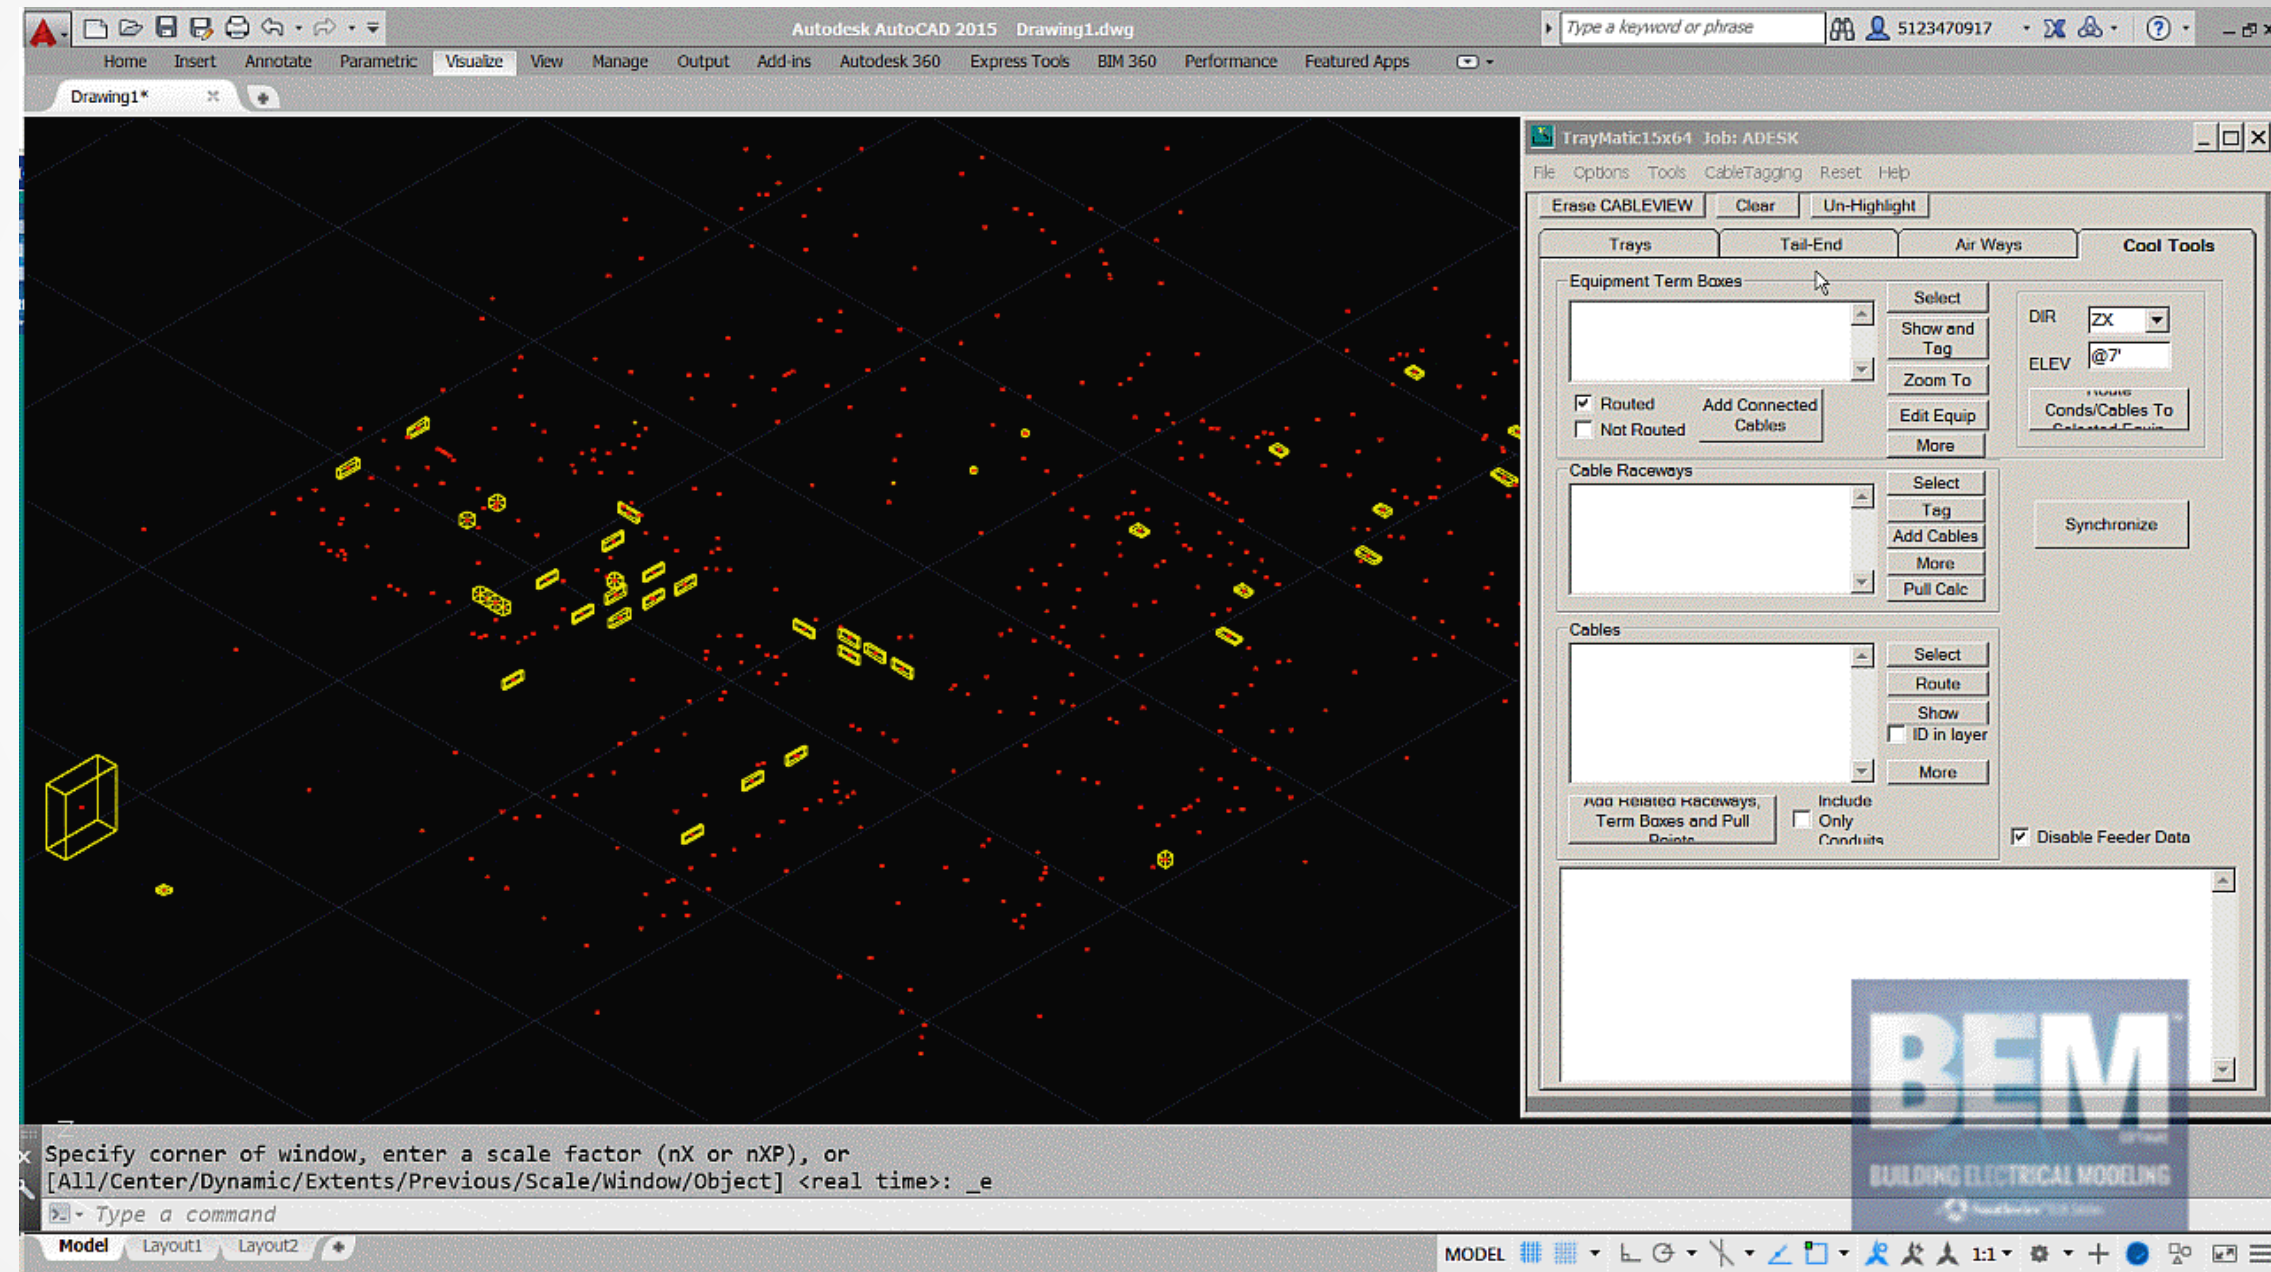 Autodesk AutoCAD 2015 Drawing1.dwg
Type a keyword or phrase
5123470917
Home Insert Annotate Parametric Visualize View Manage Output Add-ins Autodesk 360 Express Tools BIM 360 Performance Featured Apps
Drawing1*
TrayMatic15x64 Job: ADESK
File Options Tools CableTagging Reset Help
Erase CABLEVIEW Clear Un-Highlight
Trays Tail-End Air Ways Cool Tools
Equipment Term Boxes
Select
Show and
Tag
Zoom To
Edit Equip
More
Routed
Not Routed
Add Connected
Cables
DIR ZX
ELEV @7'
Route
Conds/Cables To
Selected Equip
Cable Raceways
Select
Tag
Add Cables
More
Pull Calc
Synchronize
Cables
Select
Route
Show
ID in layer
More
Add Related Raceways,
Term Boxes and Pull
Points
Include
Only
Conduits
Disable Feeder Data
BEM
BUILDING ELECTRICAL MODELING
Z
Specify corner of window, enter a scale factor (nX or nXP), or
[All/Center/Dynamic/Extents/Previous/Scale/Window/Object] <real time>: _e
Type a command
Model Layout1 Layout2
MODEL 1:1